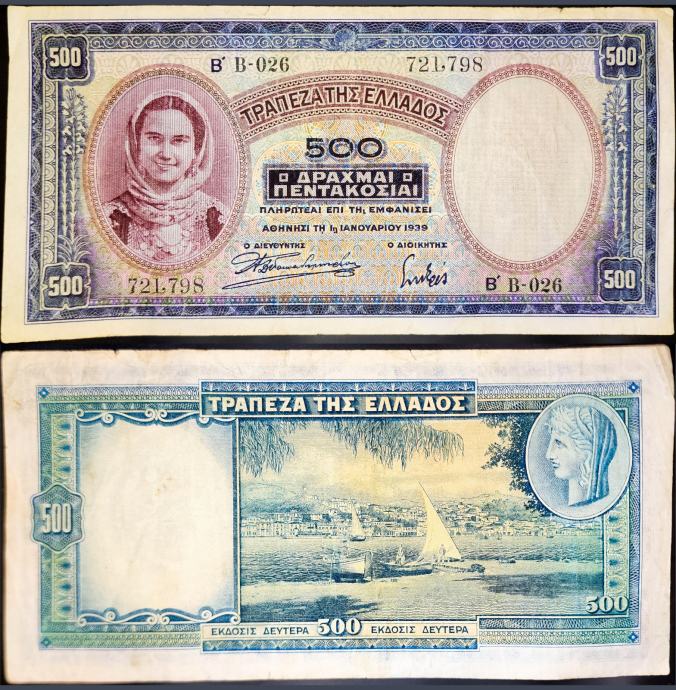 500 500
Β′ Β-026 721,798
ΤΡΑΠΕΖΑ ΤΗΣ ΕΛΛΑΔΟΣ
500
ΔΡΑΧΜΑΙ
ΠΕΝΤΑΚΟΣΙΑΙ
ΠΛΗΡΩΤΕΑΙ ΕΠΙ ΤΗͺ ΕΜΦΑΝΙΣΕΙ
ΑΘΗΝΗΣΙ ΤΗ 1ῃ ΙΑΝΟΥΑΡΙΟΥ 1939
Ο ΔΙΕΥΘΥΝΤΗΣ Ο ΔΙΟΙΚΗΤΗΣ
500 721,798 Β′ Β-026 500
ΤΡΑΠΕΖΑ ΤΗΣ ΕΛΛΑΔΟΣ
500
500
ΕΚΔΟΣΙΣ ΔΕΥΤΕΡΑ 500 ΕΚΔΟΣΙΣ ΔΕΥΤΕΡΑ